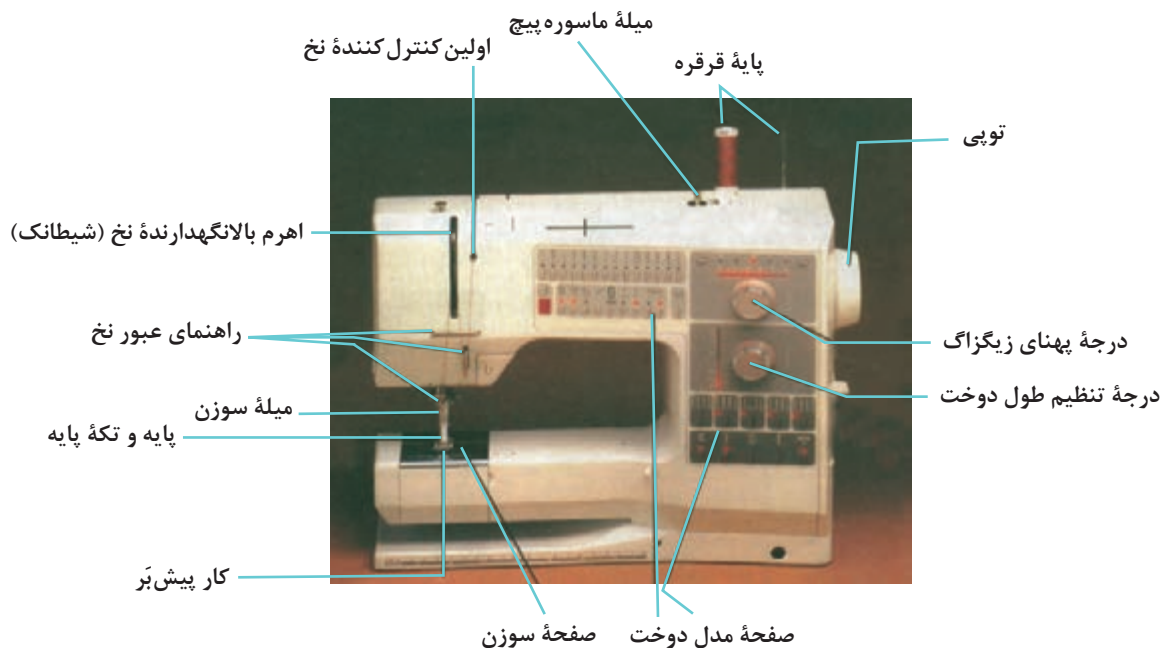 میلهٔ ماسوره‌پیچ
اولین کنترل‌کنندهٔ نخ
پایهٔ قرقره
توپی
اهرم بالانگهدارندهٔ نخ (شیطانک)
راهنمای عبور نخ
درجهٔ پهنای زیگزاگ
درجهٔ تنظیم طول دوخت
میلهٔ سوزن
پایه و تکهٔ پایه
کار پیش‌بَر
صفحهٔ مدل دوخت
صفحهٔ سوزن